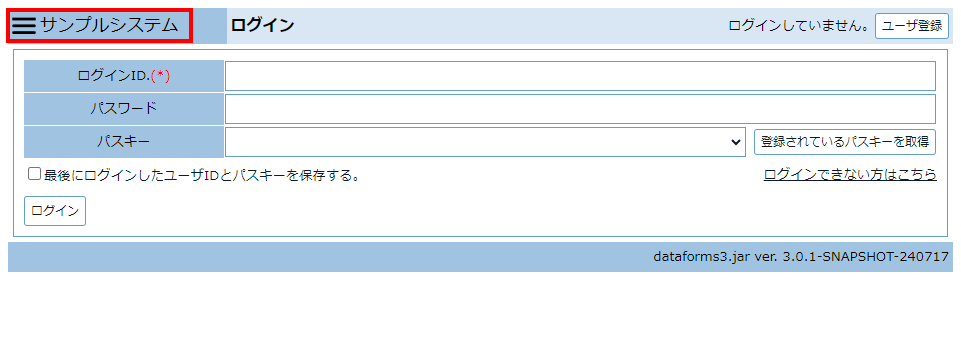 サンプルシステム ログイン ログインしていません。 ユーザ登録
ログインID.(*)
パスワード
パスキー 登録されているパスキーを取得
最後にログインしたユーザIDとパスキーを保存する。 ログインできない方はこちら
ログイン
dataforms3.jar ver. 3.0.1-SNAPSHOT-240717